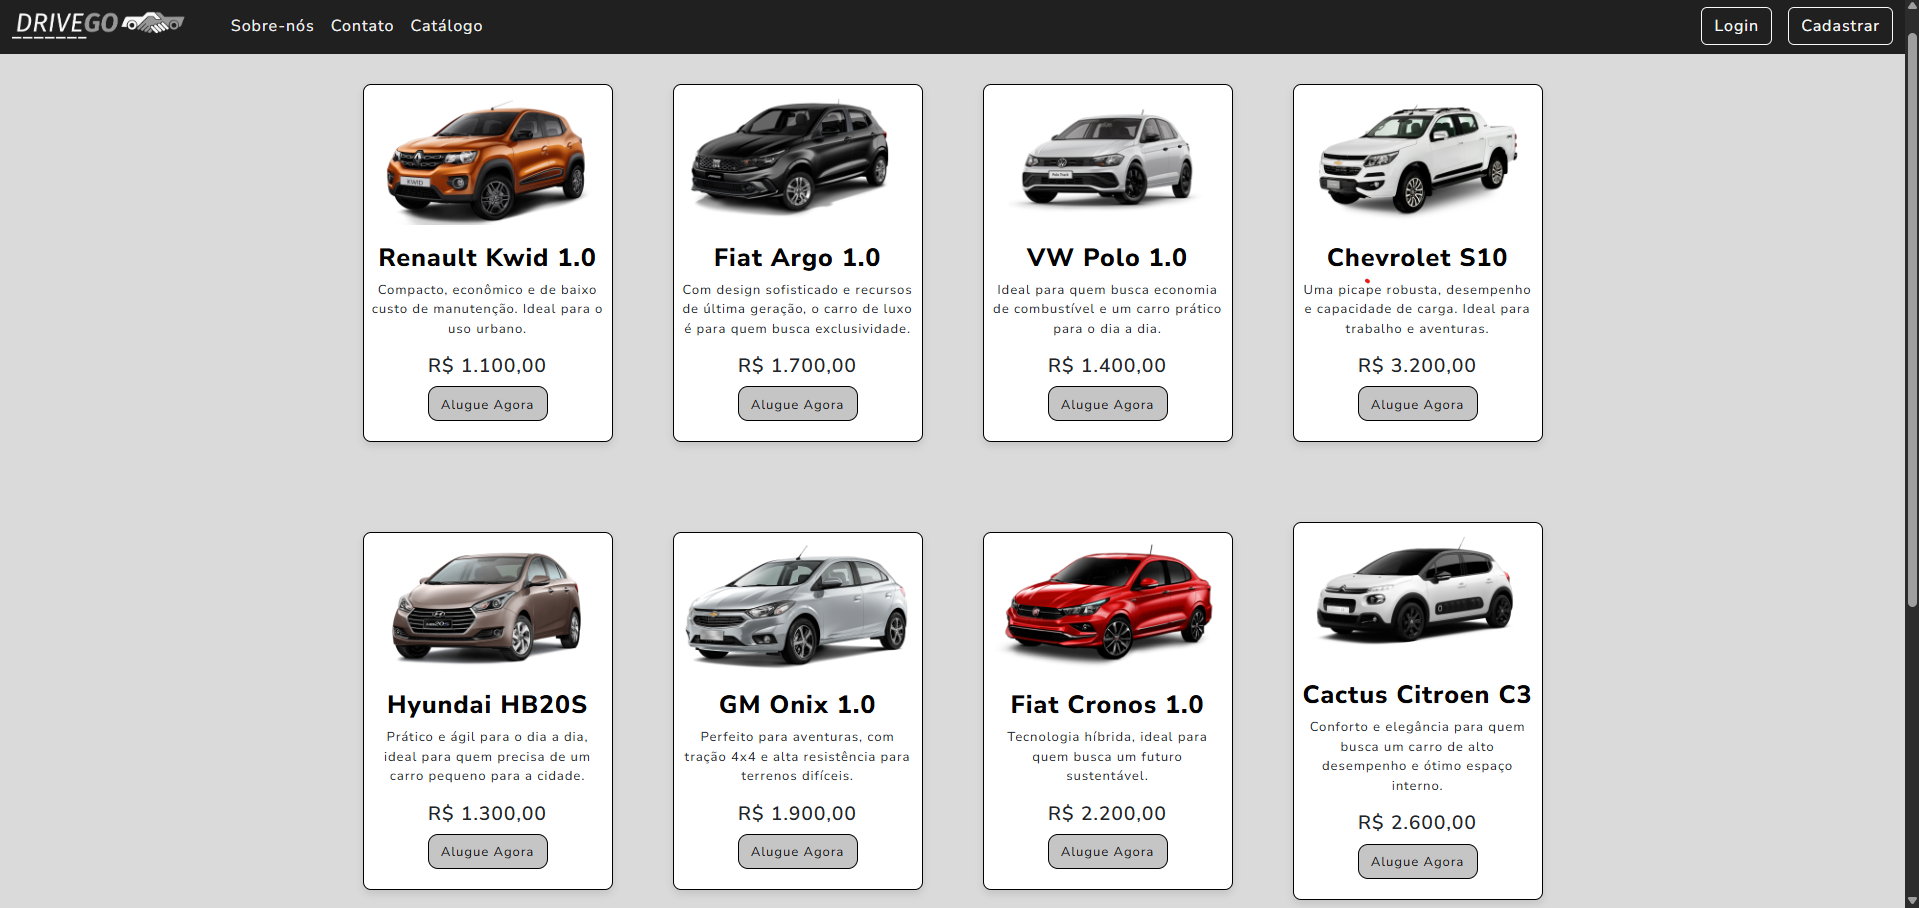 DRIVEGO
Sobre-nós Contato Catálogo
Login Cadastrar
KWID
Polo Track
Renault Kwid 1.0
Compacto, econômico e de baixo
custo de manutenção. Ideal para o
uso urbano.
R$ 1.100,00
Alugue Agora
Fiat Argo 1.0
Com design sofisticado e recursos
de última geração, o carro de luxo
é para quem busca exclusividade.
R$ 1.700,00
Alugue Agora
VW Polo 1.0
Ideal para quem busca economia
de combustível e um carro prático
para o dia a dia.
R$ 1.400,00
Alugue Agora
Chevrolet S10
Uma picape robusta, desempenho
e capacidade de carga. Ideal para
trabalho e aventuras.
R$ 3.200,00
Alugue Agora
Hyundai HB20S
Prático e ágil para o dia a dia,
ideal para quem precisa de um
carro pequeno para a cidade.
R$ 1.300,00
Alugue Agora
GM Onix 1.0
Perfeito para aventuras, com
tração 4x4 e alta resistência para
terrenos difíceis.
R$ 1.900,00
Alugue Agora
Fiat Cronos 1.0
Tecnologia híbrida, ideal para
quem busca um futuro
sustentável.
R$ 2.200,00
Alugue Agora
Cactus Citroen C3
Conforto e elegância para quem
busca um carro de alto
desempenho e ótimo espaço
interno.
R$ 2.600,00
Alugue Agora